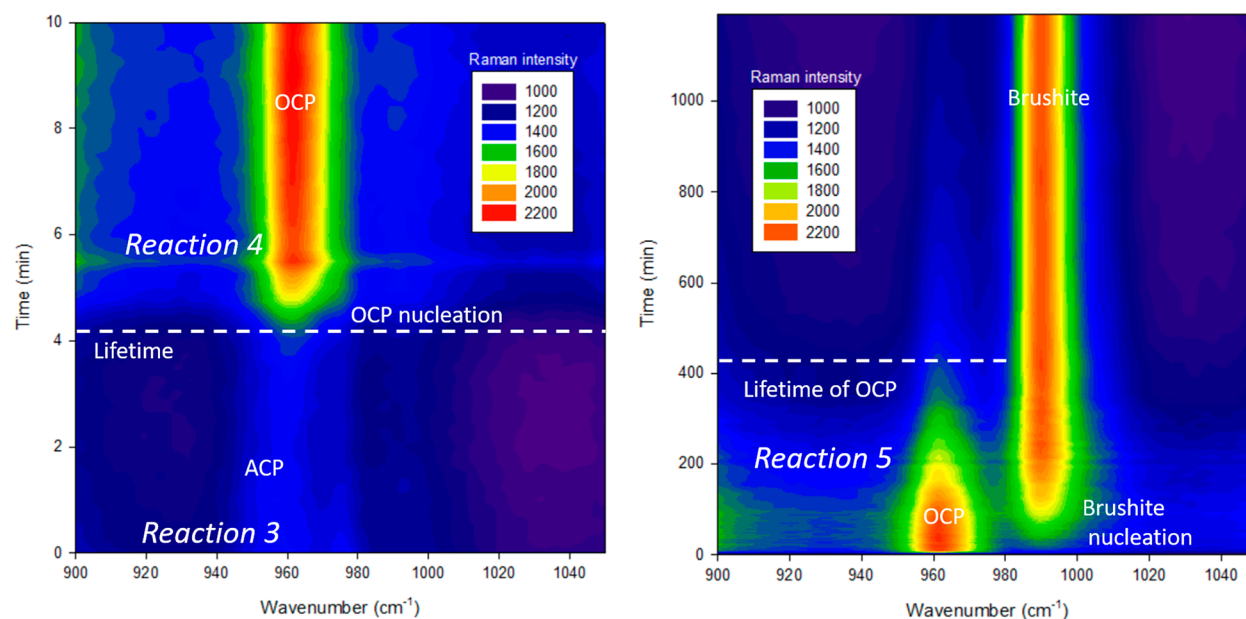 10
8
6
4
2
0
Time (min)
900
920
940
960
980
1000
1020
1040
Wavenumber (cm-1)
Raman intensity
1000
1200
1400
1600
1800
2000
2200
OCP
Reaction 4
OCP nucleation
Lifetime
ACP
Reaction 3
1000
800
600
400
200
0
Time (min)
900
920
940
960
980
1000
1020
1040
Wavenumber (cm-1)
Raman intensity
1000
1200
1400
1600
1800
2000
2200
Brushite
Lifetime of OCP
Reaction 5
OCP
Brushite
nucleation